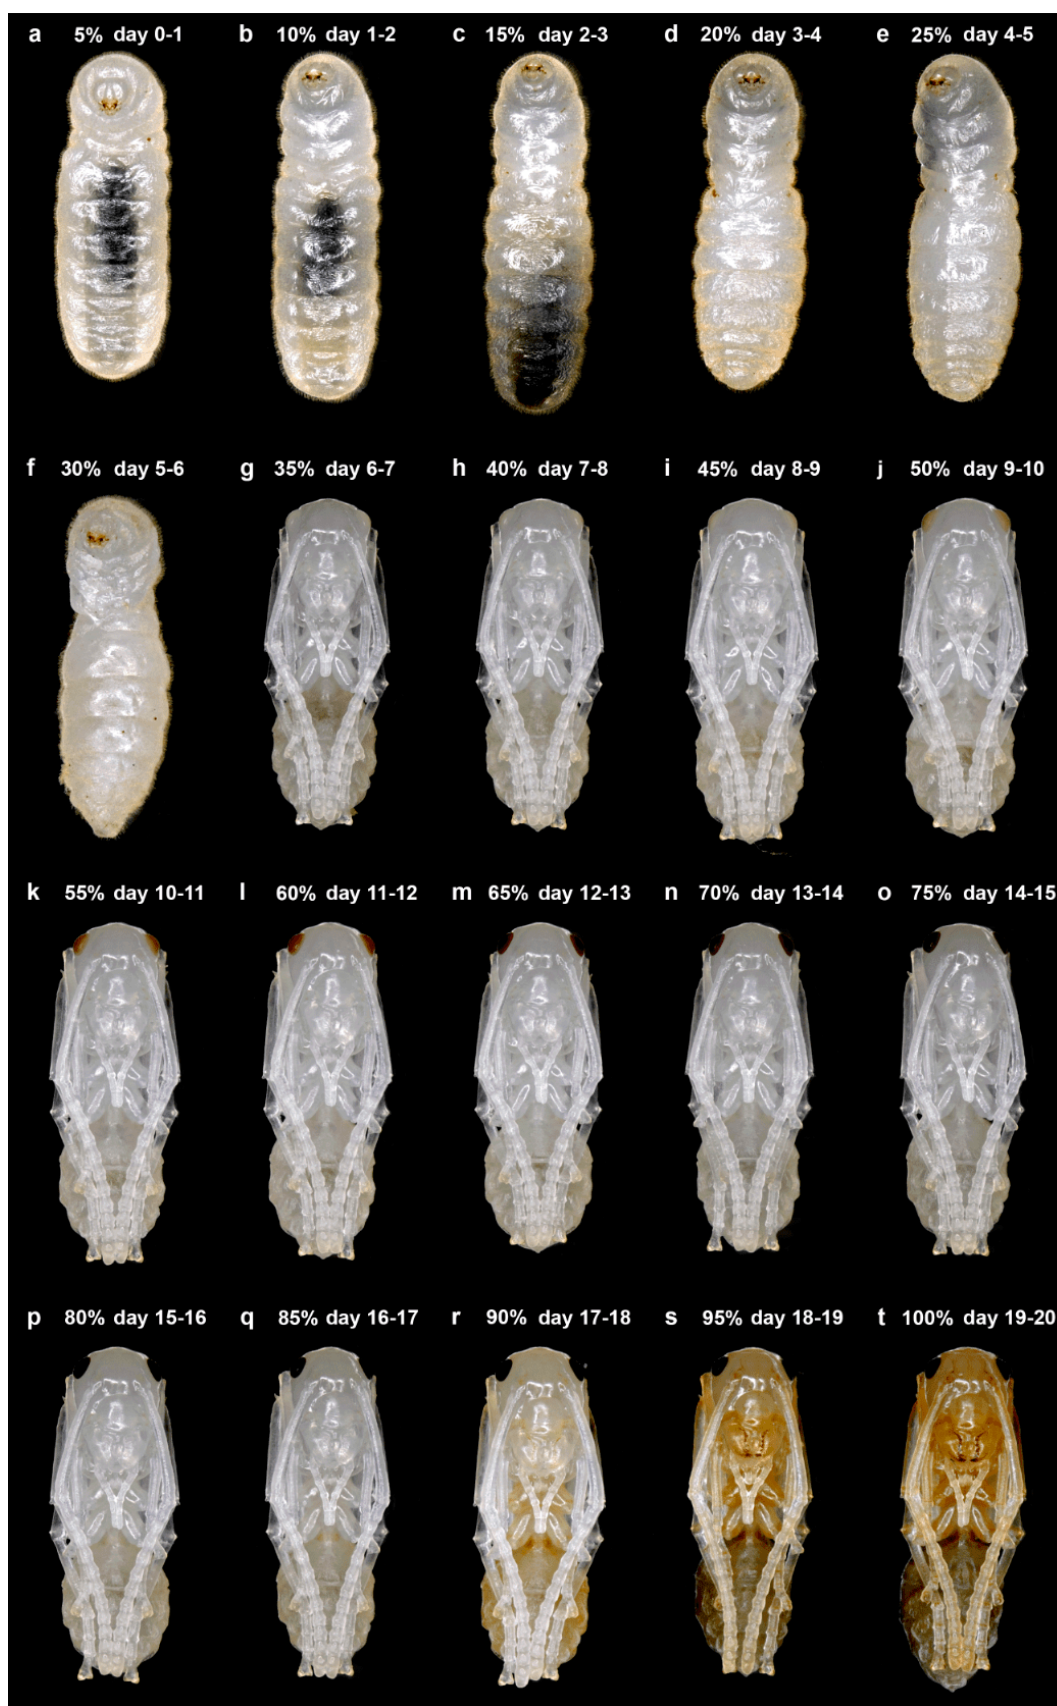 a 5% day 0-1 b 10% day 1-2 c 15% day 2-3 d 20% day 3-4 e 25% day 4-5
f 30% day 5-6 g 35% day 6-7 h 40% day 7-8 i 45% day 8-9 j 50% day 9-10
k 55% day 10-11 l 60% day 11-12 m 65% day 12-13 n 70% day 13-14 o 75% day 14-15
p 80% day 15-16 q 85% day 16-17 r 90% day 17-18 s 95% day 18-19 t 100% day 19-20